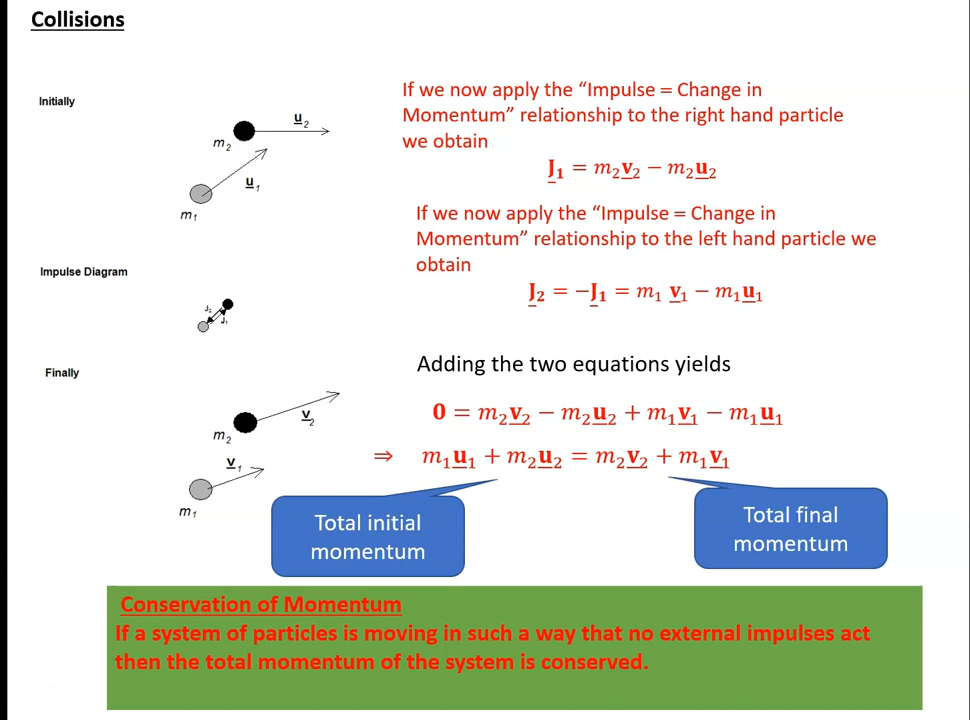 Collisions
Initially
u₂
m₂
u₁
m₁
Impulse Diagram
J₂
J₁
Finally
v₂
m₂
v₁
m₁
If we now apply the “Impulse = Change in
Momentum” relationship to the right hand particle
we obtain
J₁ = m₂v₂ − m₂u₂
If we now apply the “Impulse = Change in
Momentum” relationship to the left hand particle we
obtain
J₂ = −J₁ = m₁ v₁ − m₁u₁
Adding the two equations yields
0 = m₂v₂ − m₂u₂ + m₁v₁ − m₁u₁
⇒ m₁u₁ + m₂u₂ = m₂v₂ + m₁v₁
Total initial
momentum
Total final
momentum
Conservation of Momentum
If a system of particles is moving in such a way that no external impulses act
then the total momentum of the system is conserved.